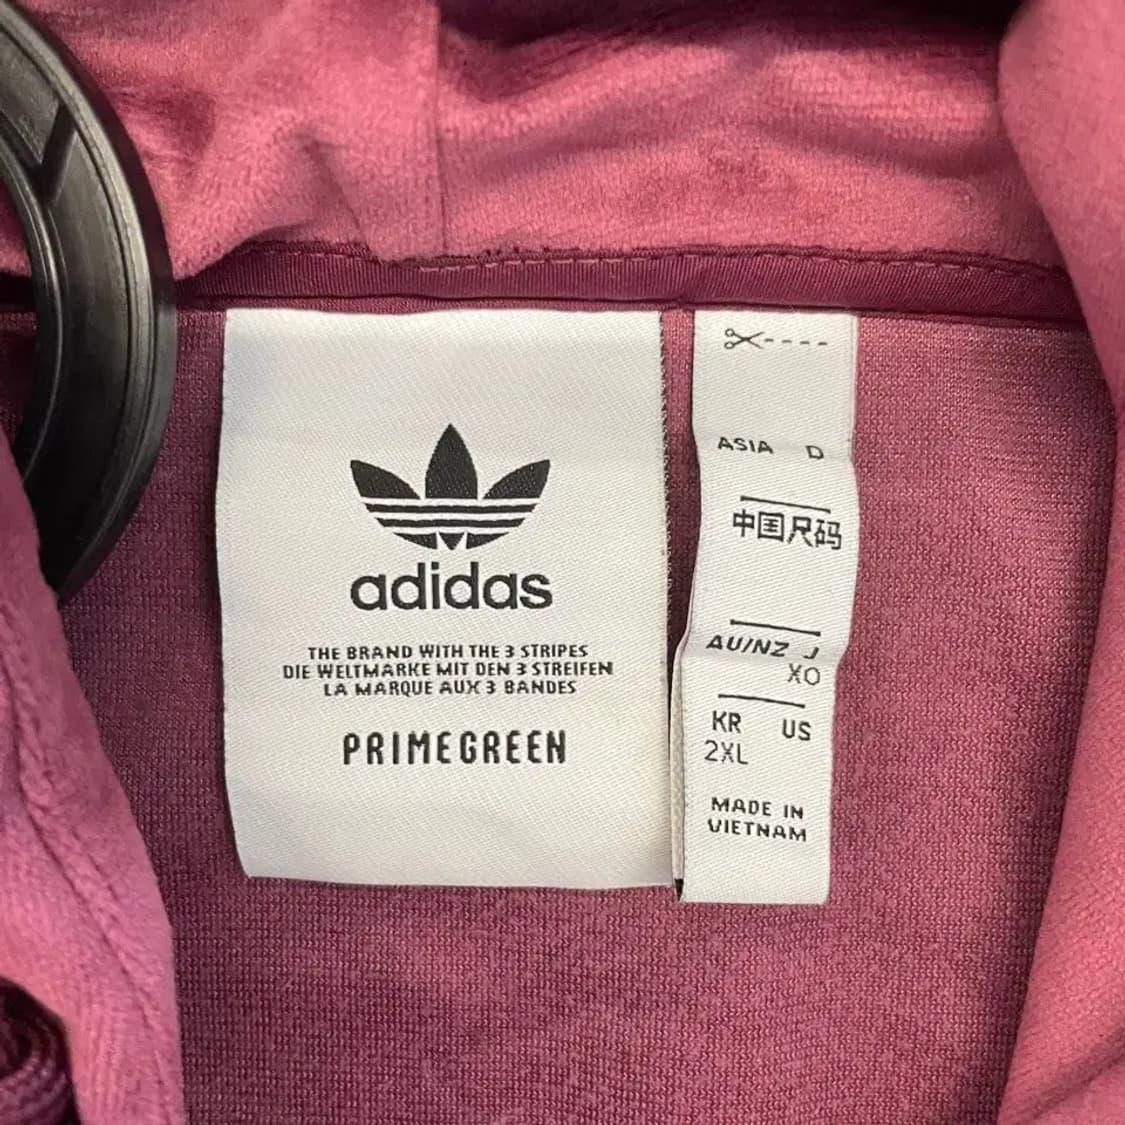 adidas
THE BRAND WITH THE 3 STRIPES
DIE WELTMARKE MIT DEN 3 STREIFEN
LA MARQUE AUX 3 BANDES
PRIMEGREEN
ASIA D
中国尺码
AU/NZ J
XO
KR US
2XL
MADE IN
VIETNAM